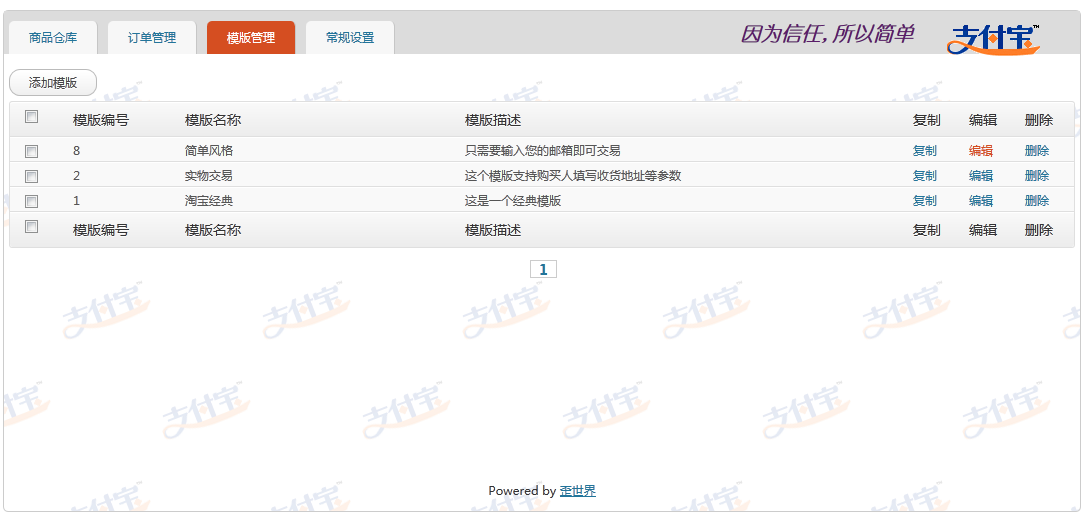 商品仓库 订单管理 模版管理 常规设置 因为信任, 所以简单 支付宝™
添加模版
模版编号 模版名称 模版描述 复制 编辑 删除
8 简单风格 只需要输入您的邮箱即可交易 复制 编辑 删除
2 实物交易 这个模版支持购买人填写收货地址等参数 复制 编辑 删除
1 淘宝经典 这是一个经典模版 复制 编辑 删除
模版编号 模版名称 模版描述 复制 编辑 删除
1
Powered by 歪世界